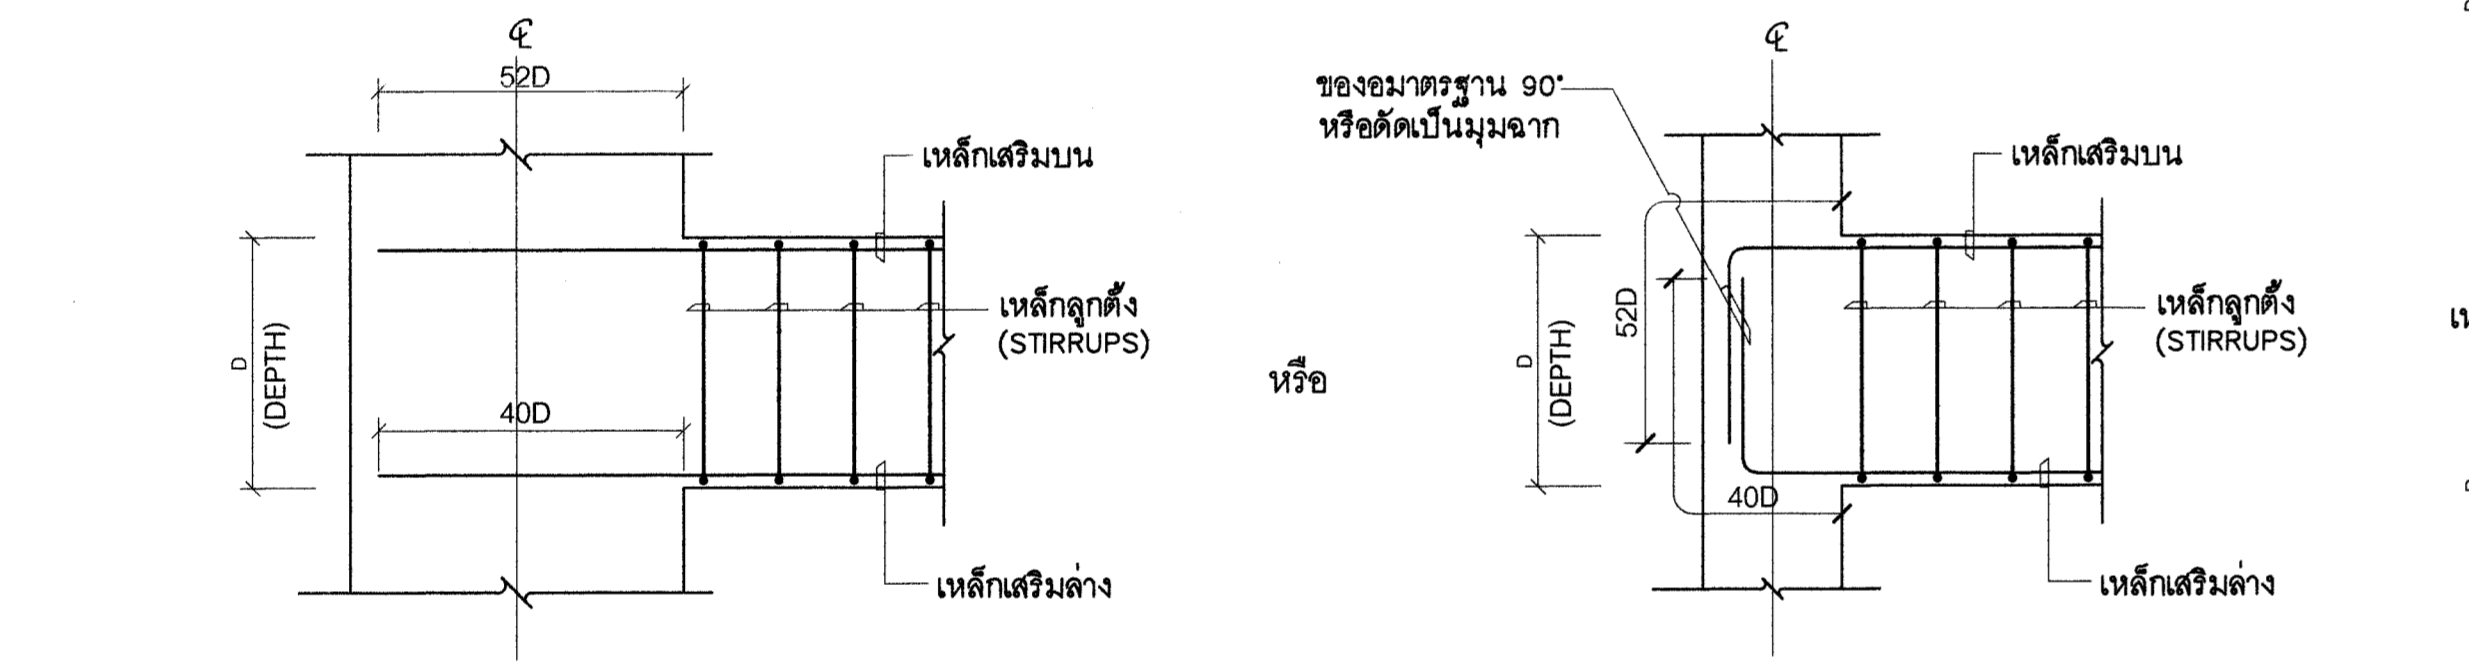 ℄
52D
เหล็กเสริมบน
เหล็กลูกตั้ง
(STIRRUPS)
D
(DEPTH)
40D
เหล็กเสริมล่าง
หรือ
℄
ของอมาตรฐาน 90°
หรือดัดเป็นมุมฉาก
เหล็กเสริมบน
52D
เหล็กลูกตั้ง
(STIRRUPS)
D
(DEPTH)
40D
เหล็กเสริมล่าง